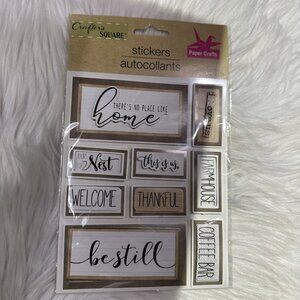 Crafter's
SQUARE
stickers
autocollants
Paper Crafts
THERE'S NO PLACE LIKE
home
Nest
this is us
WELCOME
THANKFUL
FARMHOUSE
be still
COFFEE BAR